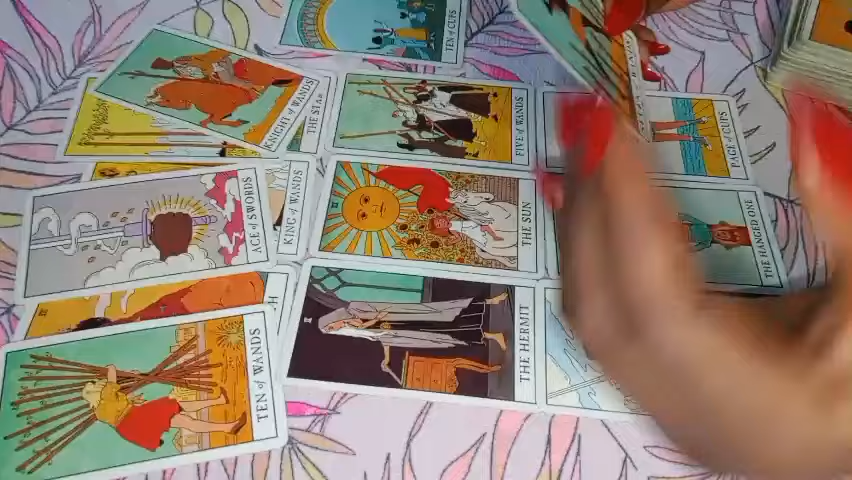 TEN of CUPS
KNIGHT of WANDS
THE STAR
FIVE of WANDS
PAGE of CUPS
ACE of SWORDS
KING of WANDS
THE SUN
THE HANGED ONE
TEN of WANDS
THE HERMIT